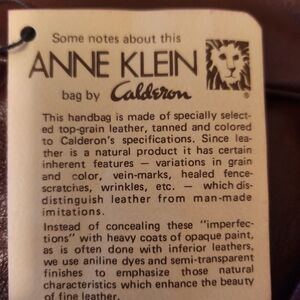 Some notes about this
ANNE KLEIN
bag by Calderon
®
This handbag is made of specially select-
ed top-grain leather, tanned and colored
to Calderon's specifications. Since lea-
ther is a natural product it has certain
inherent features — variations in grain
and color, vein-marks, healed fence-
scratches, wrinkles, etc. — which dis-
distinguish leather from man-made
imitations.
Instead of concealing these "imperfec-
tions" with heavy coats of opaque paint,
as is often done with inferior leathers,
we use aniline dyes and semi-transparent
finishes to emphasize those natural
characteristics which enhance the beauty
of fine leather.